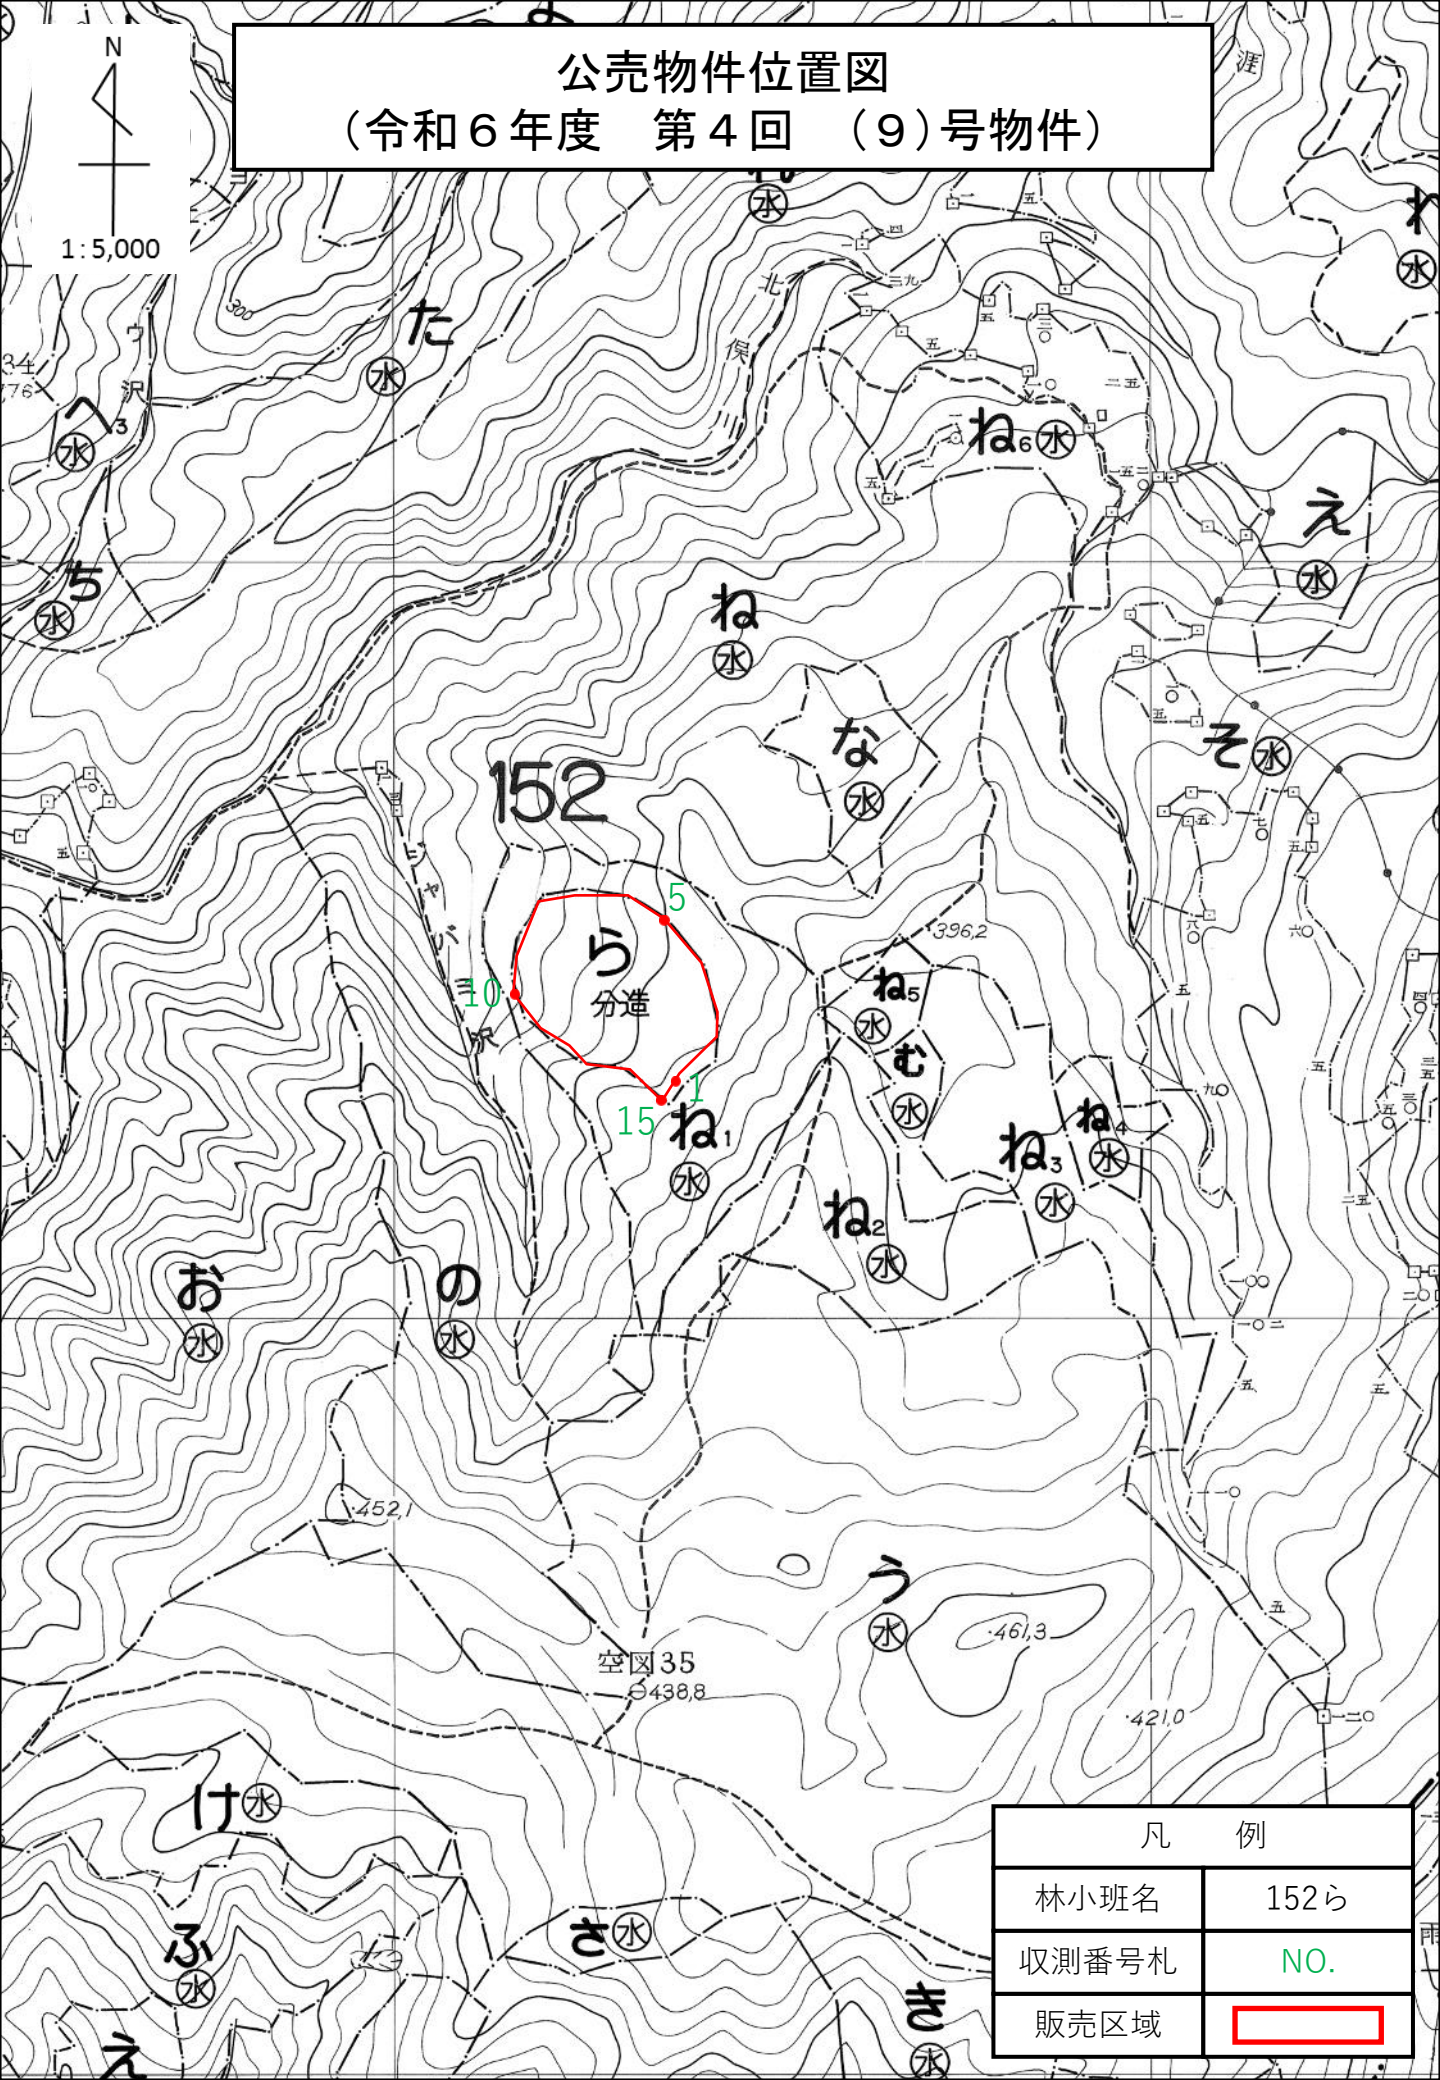 公売物件位置図
（令和６年度　第４回　（９）号物件）
N
1:5,000
涯
水
れ
水
北
俣
川
300
た
水
ウ
沢
へ3
水
ち
水
ね6
水
え
水
ね
水
な
水
そ
水
152
ら
分造
5
10
15
1
ジャバミ沢
396,2
ね5
水
む
水
ね1
水
ね2
水
ね3
水
ね4
水
お
水
の
水
452,1
う
水
461,3
空図35
438,8
421,0
け
水
ふ
水
え
さ
水
き
水
凡　例
林小班名　152ら
収測番号札　NO.
販売区域